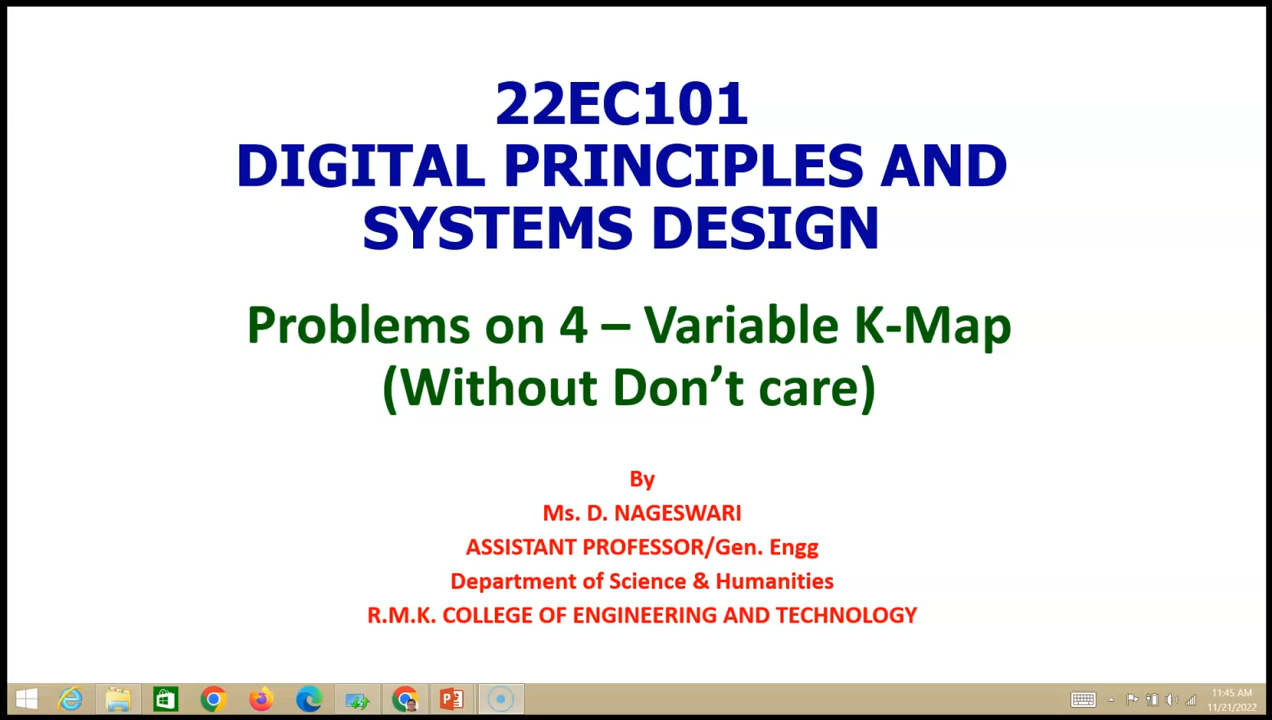 22EC101
DIGITAL PRINCIPLES AND
SYSTEMS DESIGN
Problems on 4 – Variable K-Map
(Without Don’t care)
By
Ms. D. NAGESWARI
ASSISTANT PROFESSOR/Gen. Engg
Department of Science & Humanities
R.M.K. COLLEGE OF ENGINEERING AND TECHNOLOGY
11:45 AM
11/21/2022